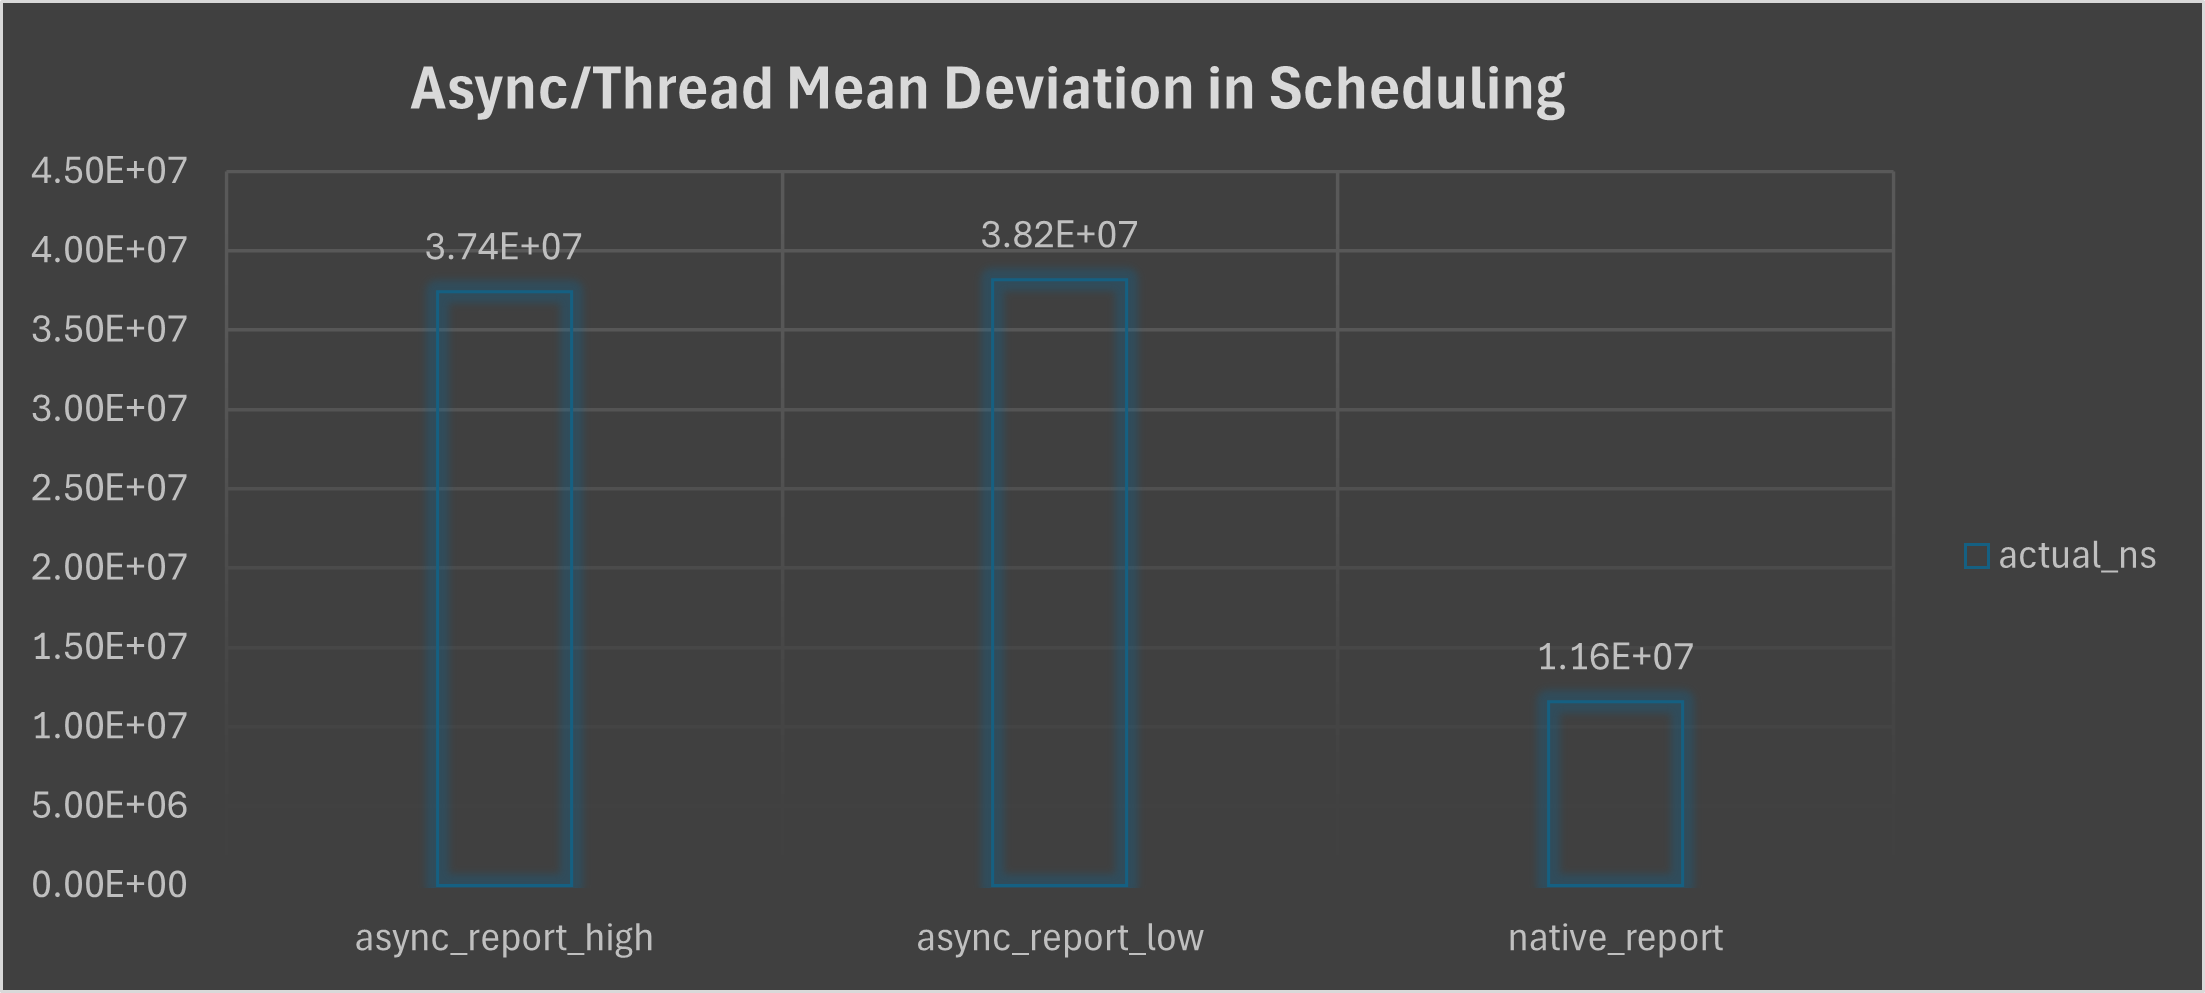 Async/Thread Mean Deviation in Scheduling
4.50E+07
4.00E+07
3.50E+07
3.00E+07
2.50E+07
2.00E+07
1.50E+07
1.00E+07
5.00E+06
0.00E+00
3.74E+07
3.82E+07
1.16E+07
async_report_high
async_report_low
native_report
actual_ns